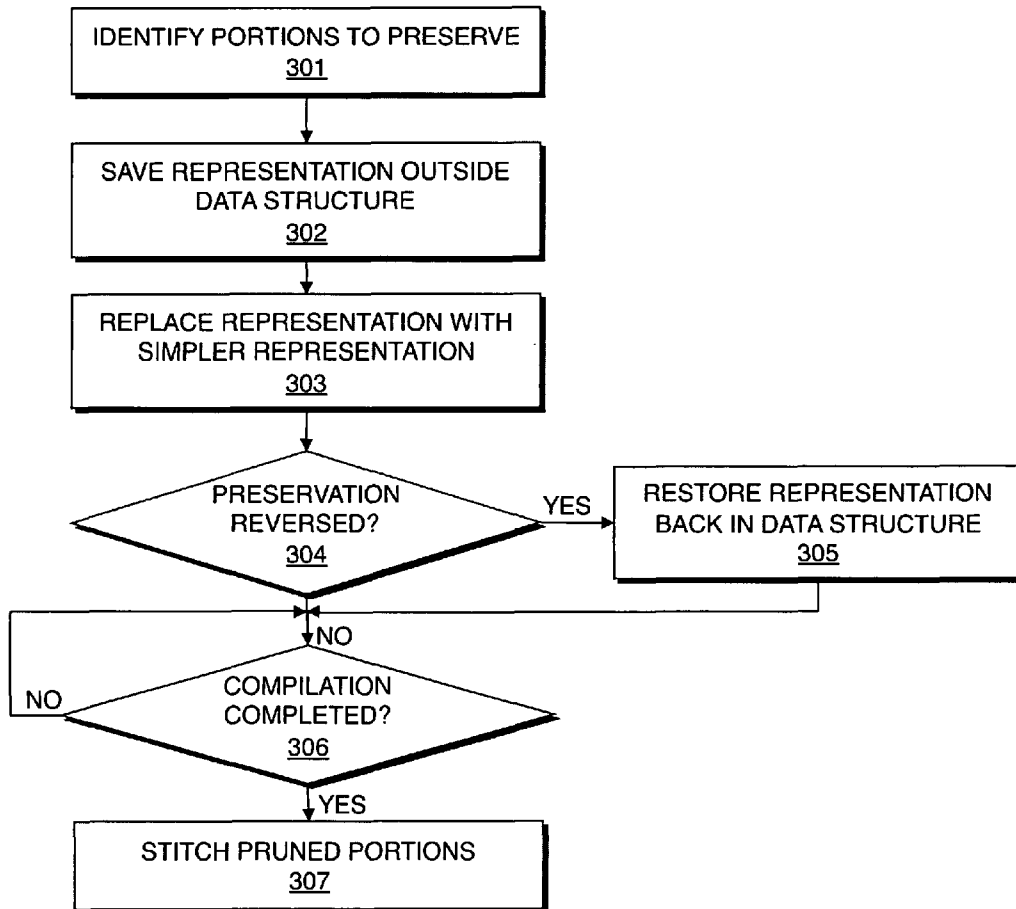 IDENTIFY PORTIONS TO PRESERVE
301
SAVE REPRESENTATION OUTSIDE
DATA STRUCTURE
302
REPLACE REPRESENTATION WITH
SIMPLER REPRESENTATION
303
PRESERVATION
REVERSED?
304
YES
RESTORE REPRESENTATION
BACK IN DATA STRUCTURE
305
NO
COMPILATION
COMPLETED?
306
NO
YES
STITCH PRUNED PORTIONS
307